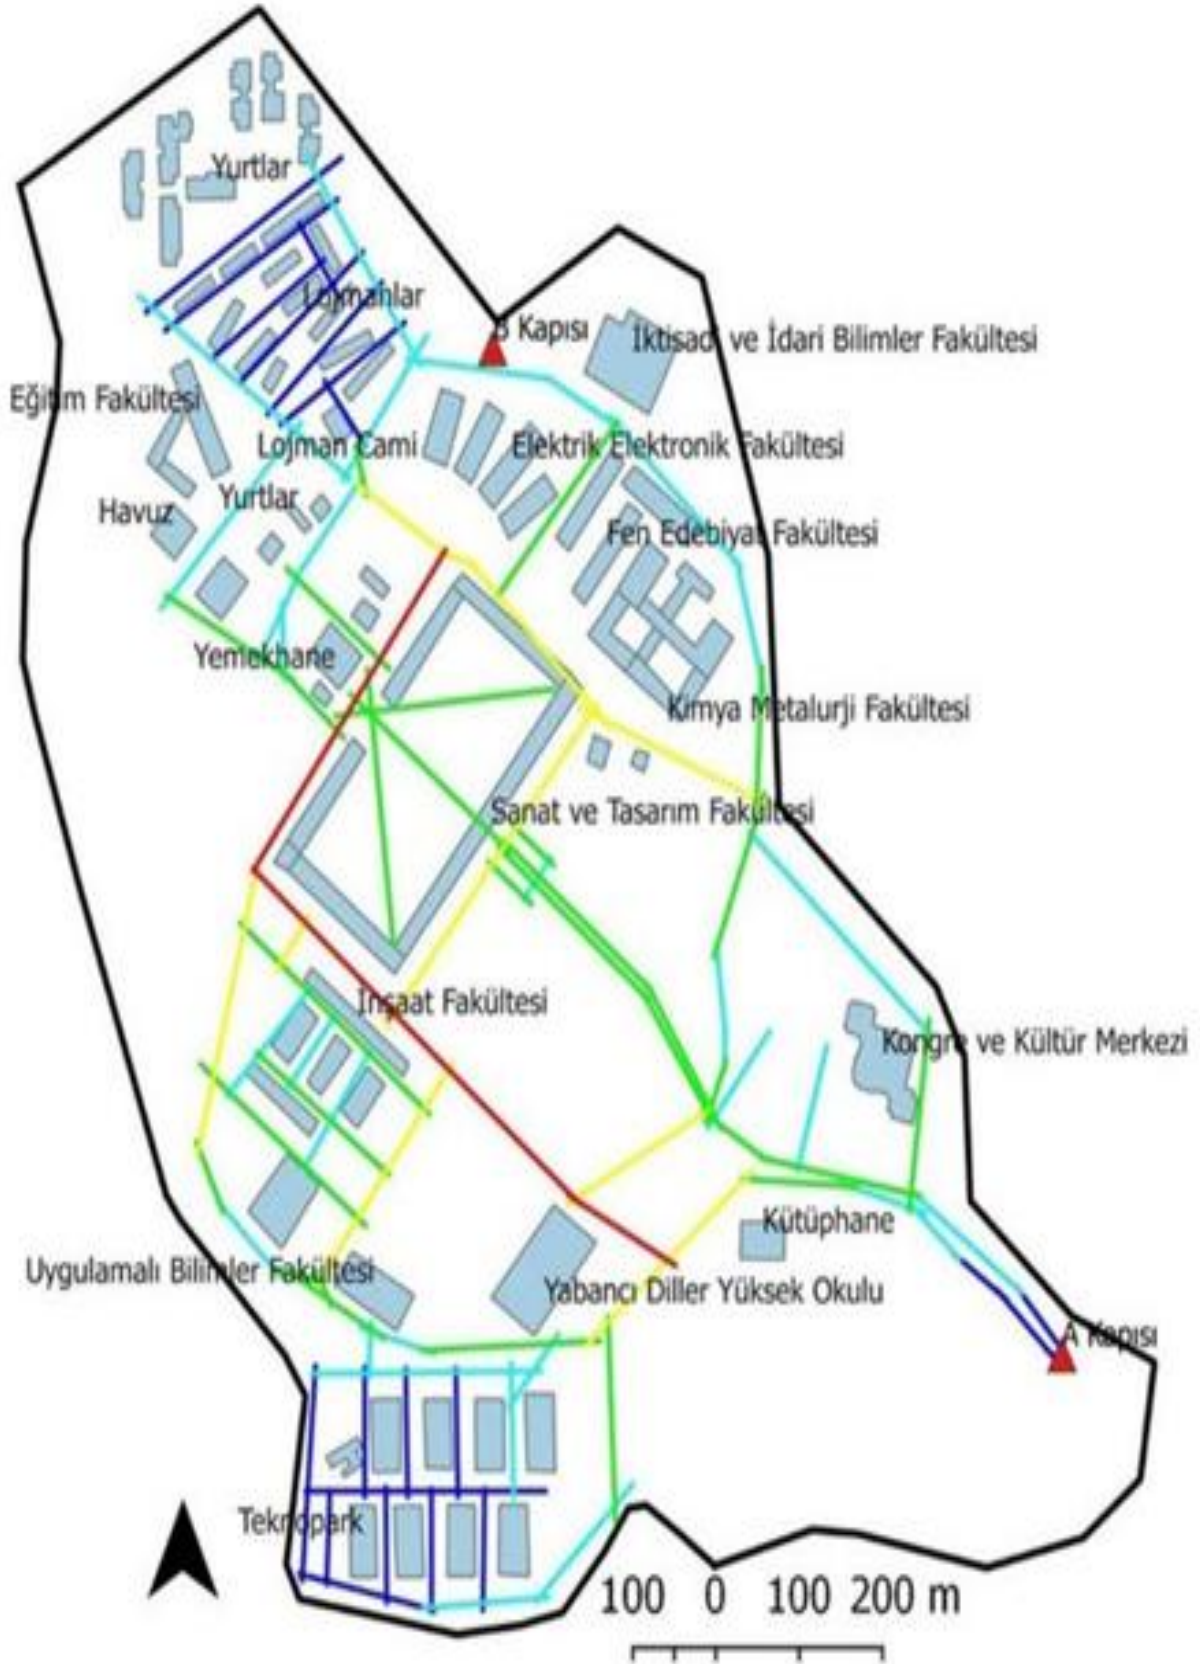 Yurtlar
Lojmanlar
B Kapısı
İktisadi ve İdari Bilimler Fakültesi
Eğitim Fakültesi
Lojman Cami
Elektrik Elektronik Fakültesi
Yurtlar
Havuz
Fen Edebiyat Fakültesi
Yemekhane
Kimya Metalurji Fakültesi
Sanat ve Tasarım Fakültesi
İnşaat Fakültesi
Kongre ve Kültür Merkezi
Kütüphane
Uygulamalı Bilimler Fakültesi
Yabancı Diller Yüksek Okulu
A Kapısı
Teknopark
100 0 100 200 m